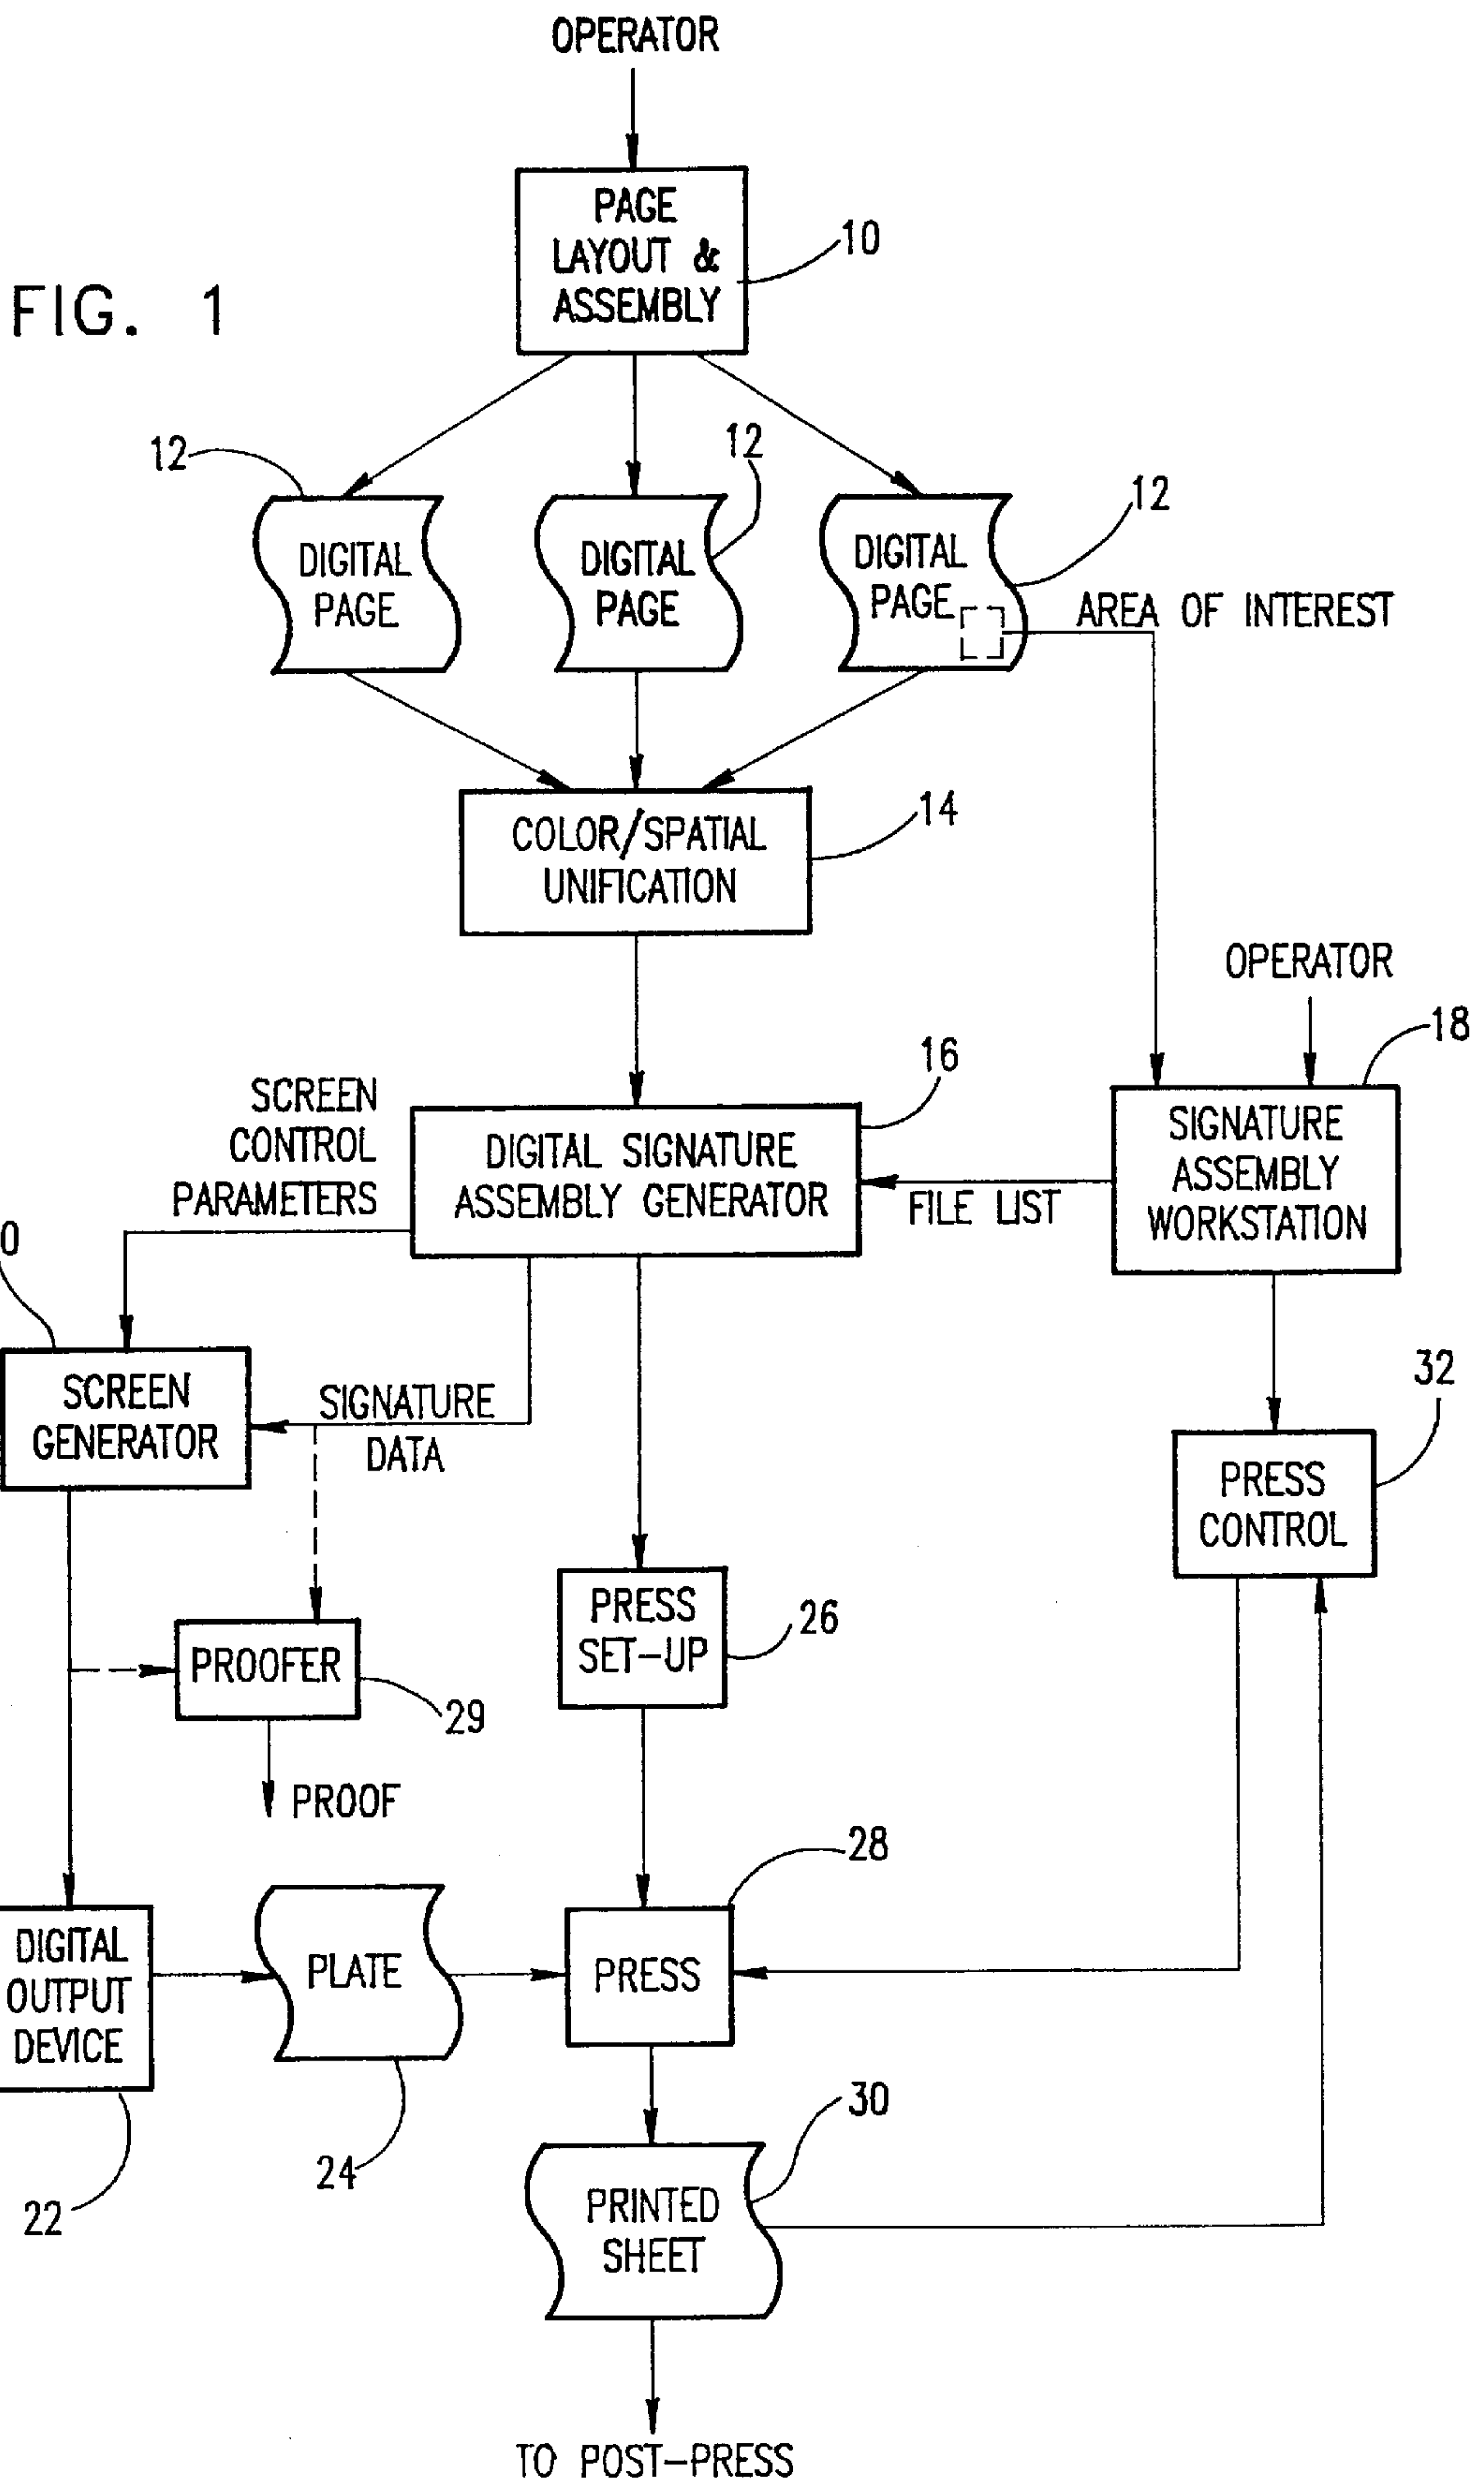 OPERATOR
PAGE
LAYOUT &
ASSEMBLY
10
FIG. 1
12
12
12
DIGITAL
PAGE
DIGITAL
PAGE
DIGITAL
PAGE
AREA OF INTEREST
COLOR/SPATIAL
UNIFICATION
14
OPERATOR
18
16
SCREEN
CONTROL
PARAMETERS
DIGITAL SIGNATURE
ASSEMBLY GENERATOR
FILE LIST
SIGNATURE
ASSEMBLY
WORKSTATION
0
SCREEN
GENERATOR
SIGNATURE
DATA
32
PRESS
CONTROL
PRESS
SET-UP
26
PROOFER
29
PROOF
28
DIGITAL
OUTPUT
DEVICE
PLATE
PRESS
22
24
30
PRINTED
SHEET
TO POST-PRESS